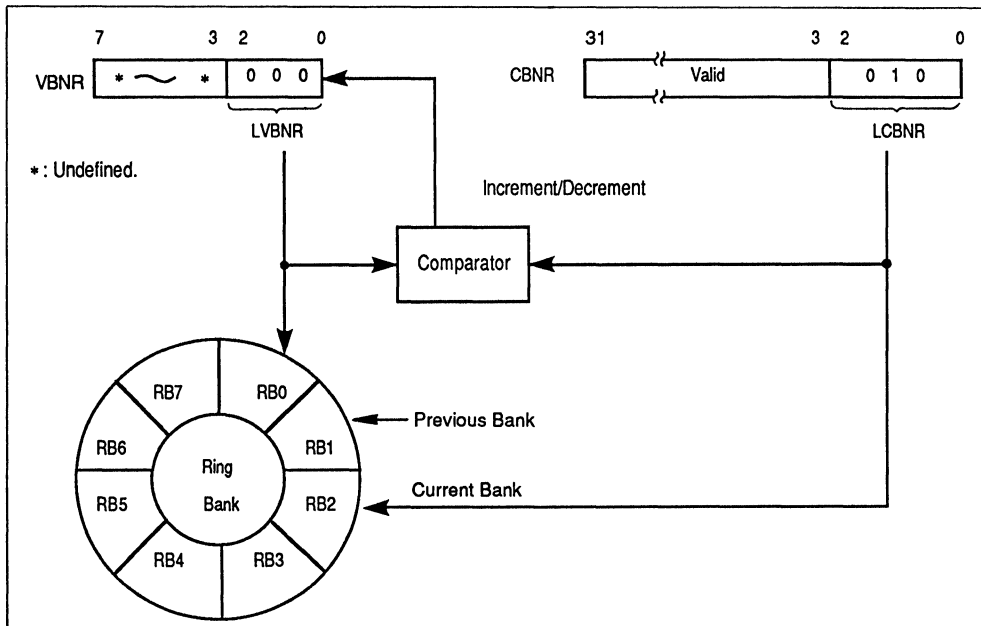 7 3 2 0
31 3 2 0
VBNR * ~ * 0 0 0
CBNR Valid 0 1 0
LVBNR
LCBNR
* : Undefined.
Increment/Decrement
Comparator
RB7 RB0
Previous Bank
RB6 RB1
Ring
Bank
Current Bank
RB5 RB2
RB4 RB3